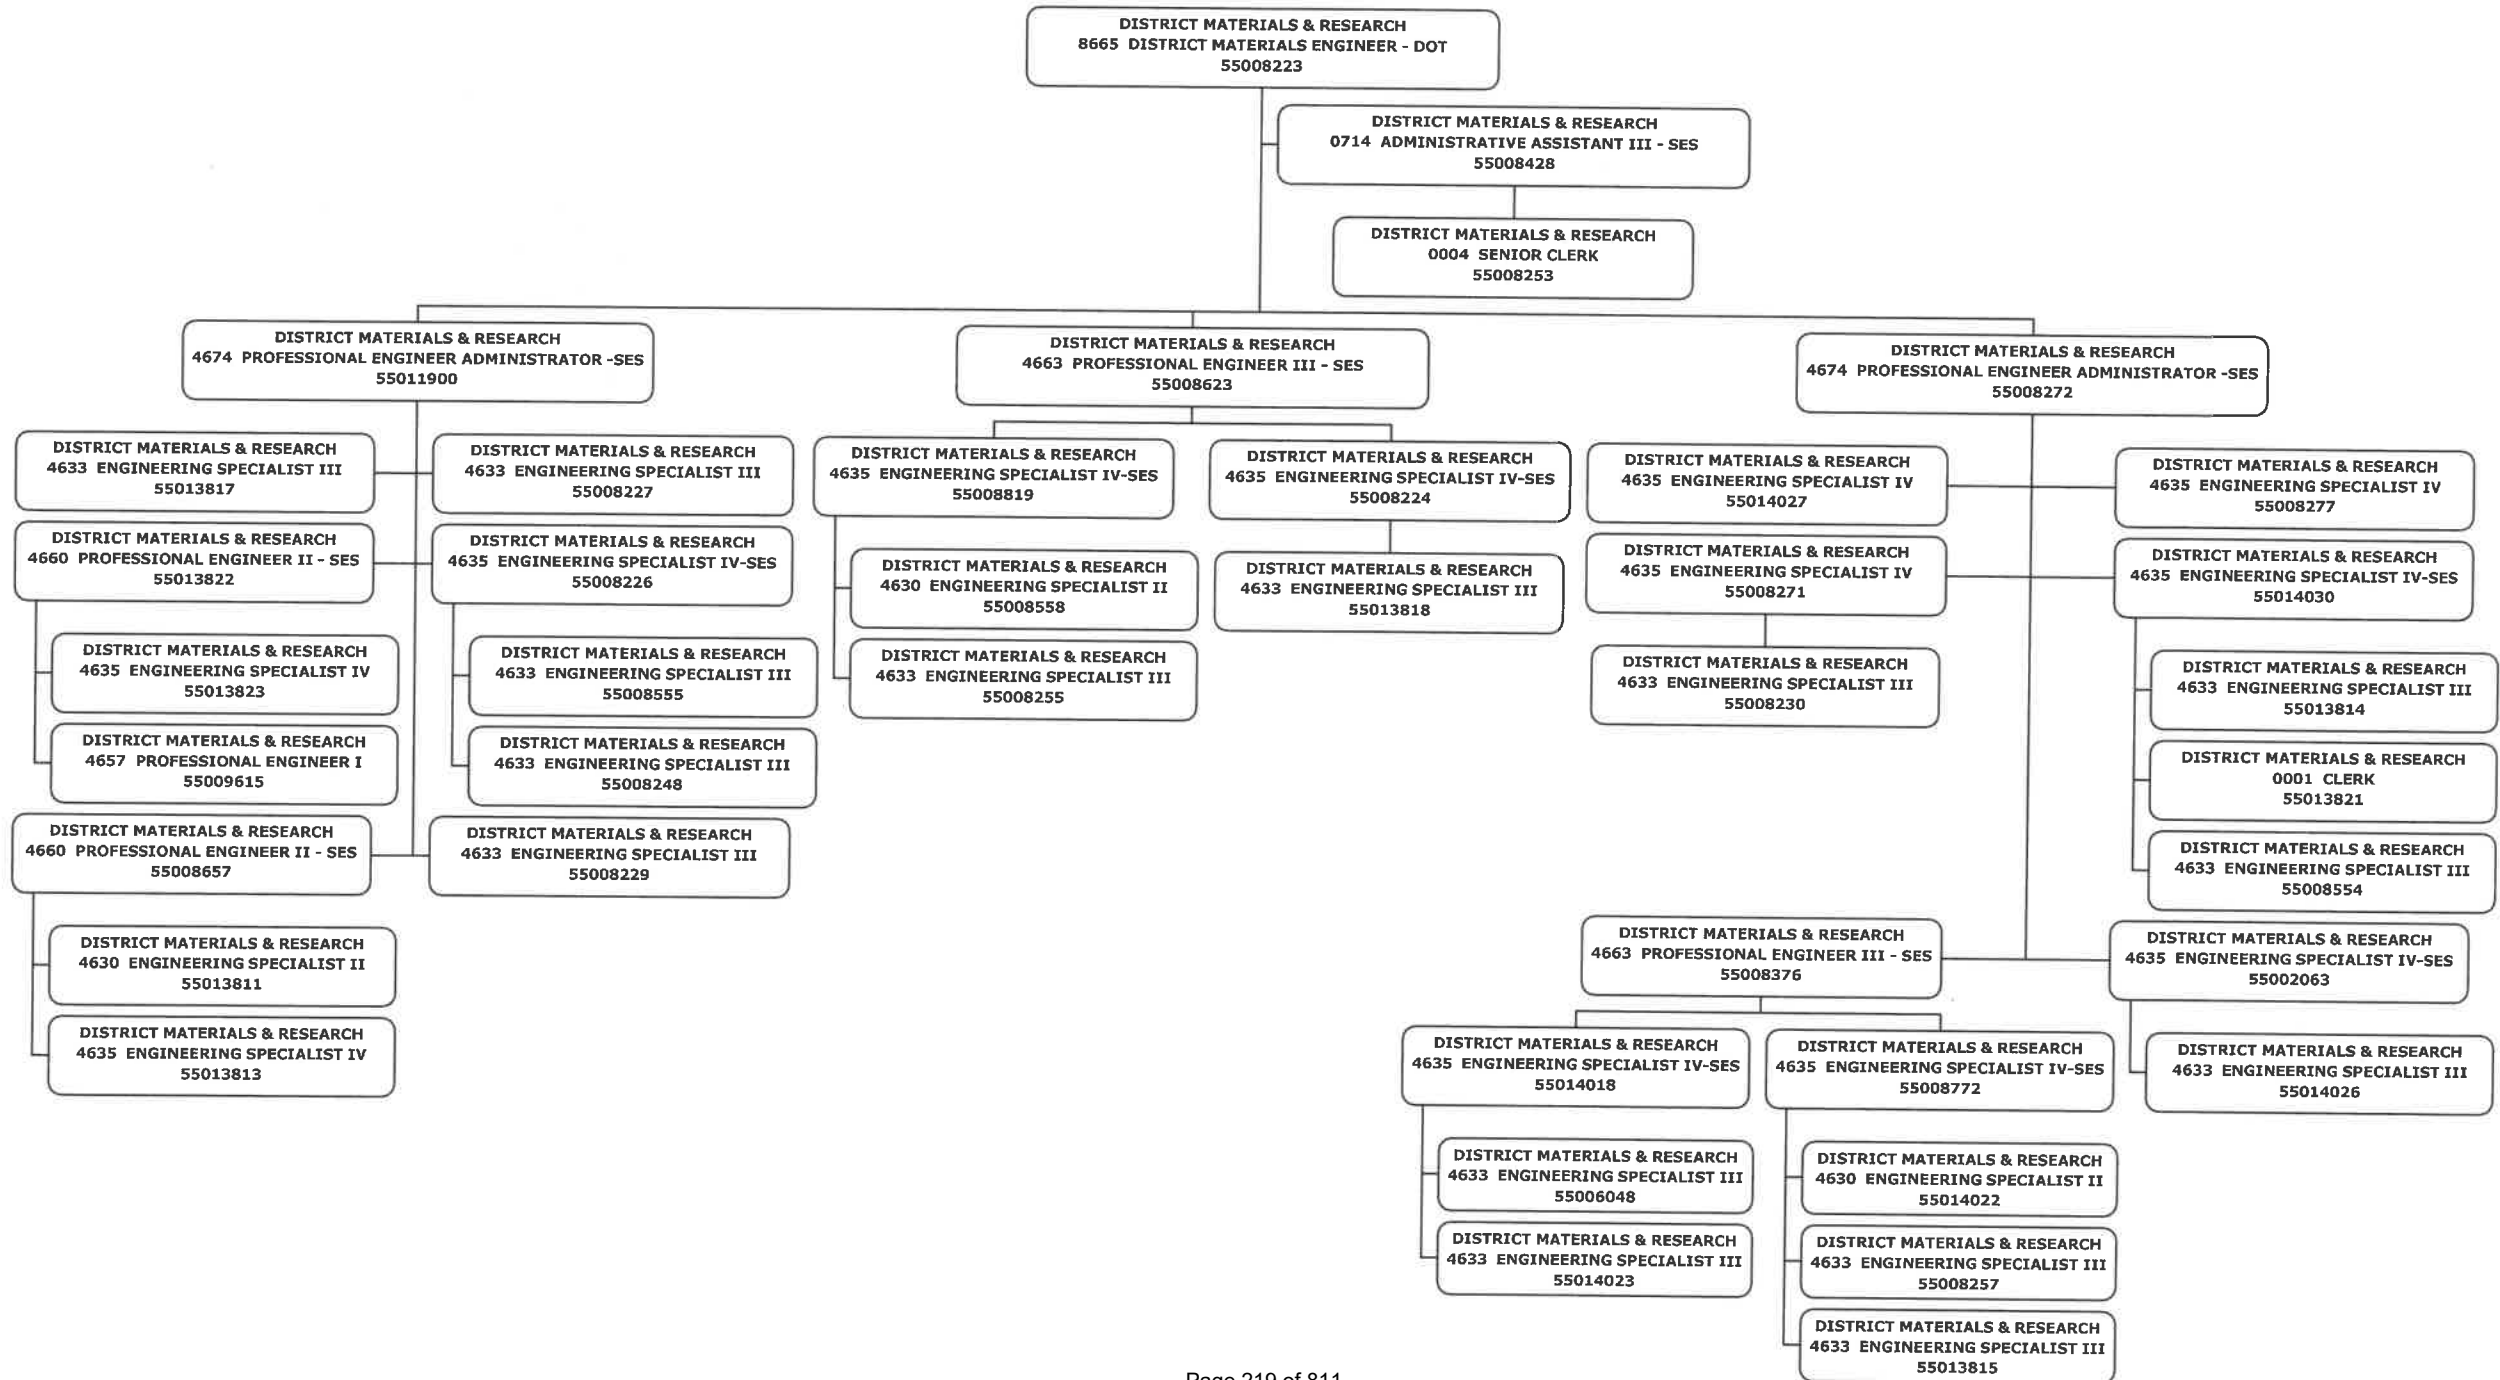 DISTRICT MATERIALS & RESEARCH
8665 DISTRICT MATERIALS ENGINEER - DOT
55008223
DISTRICT MATERIALS & RESEARCH
0714 ADMINISTRATIVE ASSISTANT III - SES
55008428
DISTRICT MATERIALS & RESEARCH
0004 SENIOR CLERK
55008253
DISTRICT MATERIALS & RESEARCH
4674 PROFESSIONAL ENGINEER ADMINISTRATOR -SES
55011900
DISTRICT MATERIALS & RESEARCH
4633 ENGINEERING SPECIALIST III
55013817
DISTRICT MATERIALS & RESEARCH
4633 ENGINEERING SPECIALIST III
55008227
DISTRICT MATERIALS & RESEARCH
4660 PROFESSIONAL ENGINEER II - SES
55013822
DISTRICT MATERIALS & RESEARCH
4635 ENGINEERING SPECIALIST IV-SES
55008226
DISTRICT MATERIALS & RESEARCH
4635 ENGINEERING SPECIALIST IV
55013823
DISTRICT MATERIALS & RESEARCH
4657 PROFESSIONAL ENGINEER I
55009615
DISTRICT MATERIALS & RESEARCH
4633 ENGINEERING SPECIALIST III
55008555
DISTRICT MATERIALS & RESEARCH
4633 ENGINEERING SPECIALIST III
55008248
DISTRICT MATERIALS & RESEARCH
4660 PROFESSIONAL ENGINEER II - SES
55008657
DISTRICT MATERIALS & RESEARCH
4633 ENGINEERING SPECIALIST III
55008229
DISTRICT MATERIALS & RESEARCH
4630 ENGINEERING SPECIALIST II
55013811
DISTRICT MATERIALS & RESEARCH
4635 ENGINEERING SPECIALIST IV
55013813
DISTRICT MATERIALS & RESEARCH
4663 PROFESSIONAL ENGINEER III - SES
55008623
DISTRICT MATERIALS & RESEARCH
4635 ENGINEERING SPECIALIST IV-SES
55008819
DISTRICT MATERIALS & RESEARCH
4630 ENGINEERING SPECIALIST II
55008558
DISTRICT MATERIALS & RESEARCH
4633 ENGINEERING SPECIALIST III
55008255
DISTRICT MATERIALS & RESEARCH
4635 ENGINEERING SPECIALIST IV-SES
55008224
DISTRICT MATERIALS & RESEARCH
4633 ENGINEERING SPECIALIST III
55013818
DISTRICT MATERIALS & RESEARCH
4674 PROFESSIONAL ENGINEER ADMINISTRATOR -SES
55008272
DISTRICT MATERIALS & RESEARCH
4635 ENGINEERING SPECIALIST IV
55014027
DISTRICT MATERIALS & RESEARCH
4635 ENGINEERING SPECIALIST IV
55008277
DISTRICT MATERIALS & RESEARCH
4635 ENGINEERING SPECIALIST IV
55008271
DISTRICT MATERIALS & RESEARCH
4635 ENGINEERING SPECIALIST IV-SES
55014030
DISTRICT MATERIALS & RESEARCH
4633 ENGINEERING SPECIALIST III
55008230
DISTRICT MATERIALS & RESEARCH
4633 ENGINEERING SPECIALIST III
55013814
DISTRICT MATERIALS & RESEARCH
0001 CLERK
55013821
DISTRICT MATERIALS & RESEARCH
4633 ENGINEERING SPECIALIST III
55008554
DISTRICT MATERIALS & RESEARCH
4663 PROFESSIONAL ENGINEER III - SES
55008376
DISTRICT MATERIALS & RESEARCH
4635 ENGINEERING SPECIALIST IV-SES
55002063
DISTRICT MATERIALS & RESEARCH
4635 ENGINEERING SPECIALIST IV-SES
55014018
DISTRICT MATERIALS & RESEARCH
4633 ENGINEERING SPECIALIST III
55006048
DISTRICT MATERIALS & RESEARCH
4633 ENGINEERING SPECIALIST III
55014023
DISTRICT MATERIALS & RESEARCH
4635 ENGINEERING SPECIALIST IV-SES
55008772
DISTRICT MATERIALS & RESEARCH
4630 ENGINEERING SPECIALIST II
55014022
DISTRICT MATERIALS & RESEARCH
4633 ENGINEERING SPECIALIST III
55008257
DISTRICT MATERIALS & RESEARCH
4633 ENGINEERING SPECIALIST III
55013815
DISTRICT MATERIALS & RESEARCH
4633 ENGINEERING SPECIALIST III
55014026
Page 219 of 811